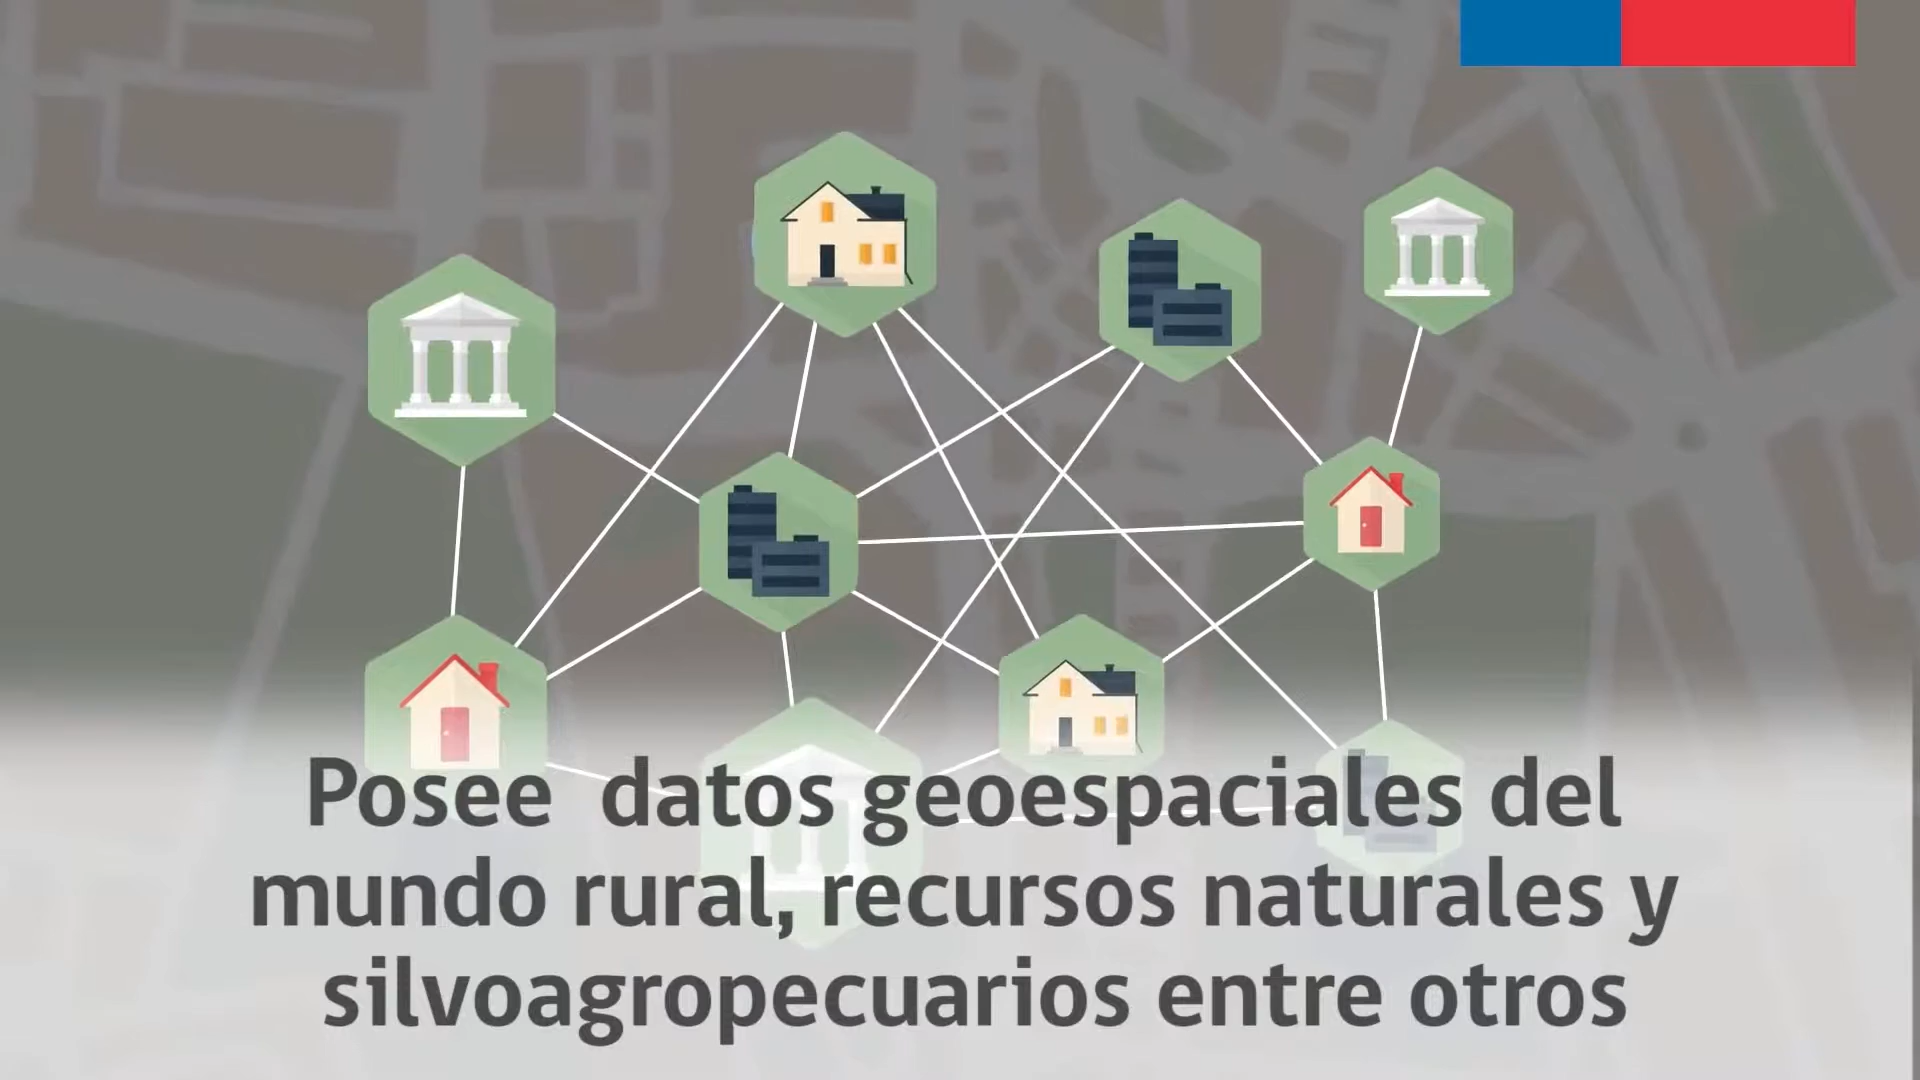 Posee  datos geoespaciales del
mundo rural, recursos naturales y
silvoagropecuarios entre otros